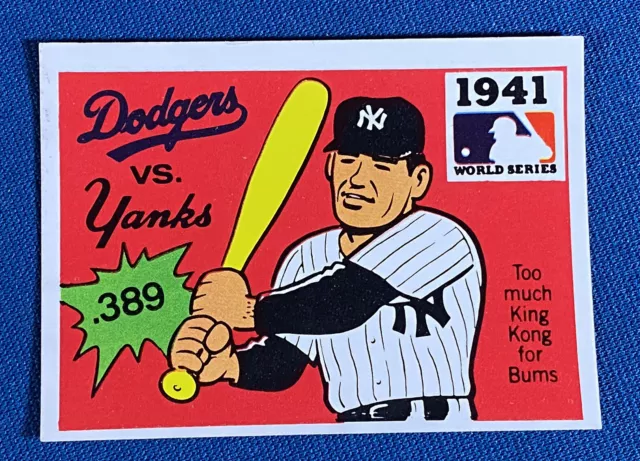 Dodgers
VS.
Yanks
.389
NY
NY
1941
WORLD SERIES
Too
much
King
Kong
for
Bums